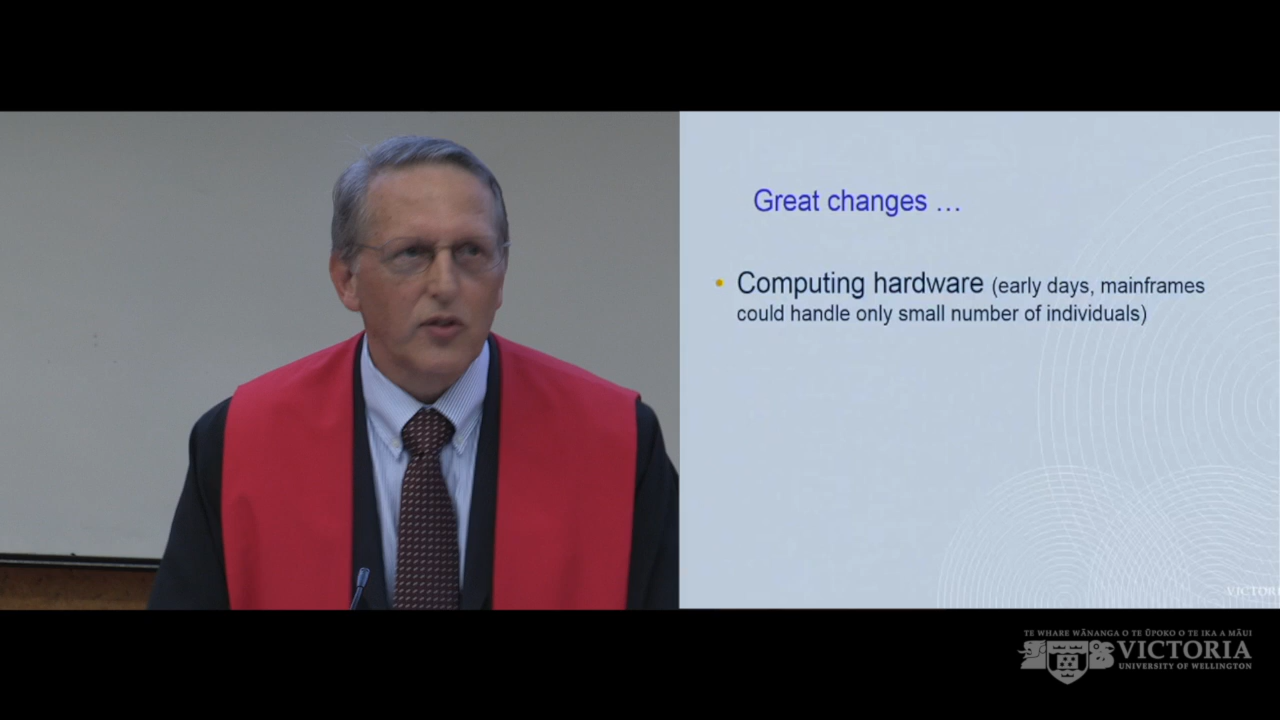 Great changes …
• Computing hardware (early days, mainframes
could handle only small number of individuals)
TE WHARE WĀNANGA O TE ŪPOKO O TE IKA A MĀUI
VICTORIA
UNIVERSITY OF WELLINGTON